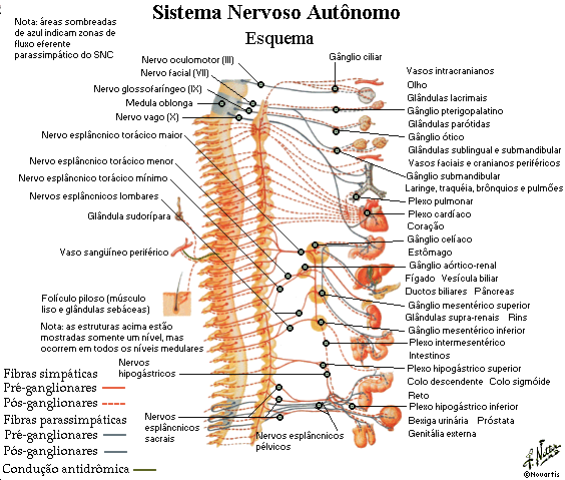 Sistema Nervoso Autônomo
Esquema
Nota: áreas sombreadas
de azul indicam zonas de
fluxo eferente
parassimpático do SNC
Nervo oculomotor (III)
Nervo facial (VII)
Nervo glossofaríngeo (IX)
Medula oblonga
Nervo vago (X)
Nervo esplâncnico torácico maior
Nervo esplâncnico torácico menor
Nervo esplâncnico torácico mínimo
Nervos esplâncnicos lombares
Glândula sudorípara
Vaso sangüíneo periférico
Folículo piloso (músculo
liso e glândulas sebáceas)
Nota: as estruturas acima estão
mostradas somente um nível, mas
ocorrem em todos os níveis medulares
Nervos
hipogástricos
Fibras simpáticas
Pré-ganglionares
Pós-ganglionares
Fibras parassimpáticas
Pré-ganglionares
Pós-ganglionares
Condução antidrômica
Nervos
esplâncnicos
sacrais
Nervos esplâncnicos
pélvicos
Gânglio ciliar
Vasos intracranianos
Olho
Glândulas lacrimais
Gânglio pterigopalatino
Glândulas parótidas
Gânglio ótico
Glândulas sublingual e submandibular
Vasos faciais e cranianos periféricos
Gânglio submandibular
Laringe, traquéia, brônquios e pulmões
Plexo pulmonar
Plexo cardíaco
Coração
Gânglio celíaco
Estômago
Gânglio aórtico-renal
Fígado Vesícula biliar
Ductos biliares Pâncreas
Gânglio mesentérico superior
Glândulas supra-renais Rins
Gânglio mesentérico inferior
Plexo intermesentérico
Intestinos
Plexo hipogástrico superior
Colo descendente Colo sigmóide
Reto
Plexo hipogástrico inferior
Bexiga urinária Próstata
Genitália externa
©Novartis